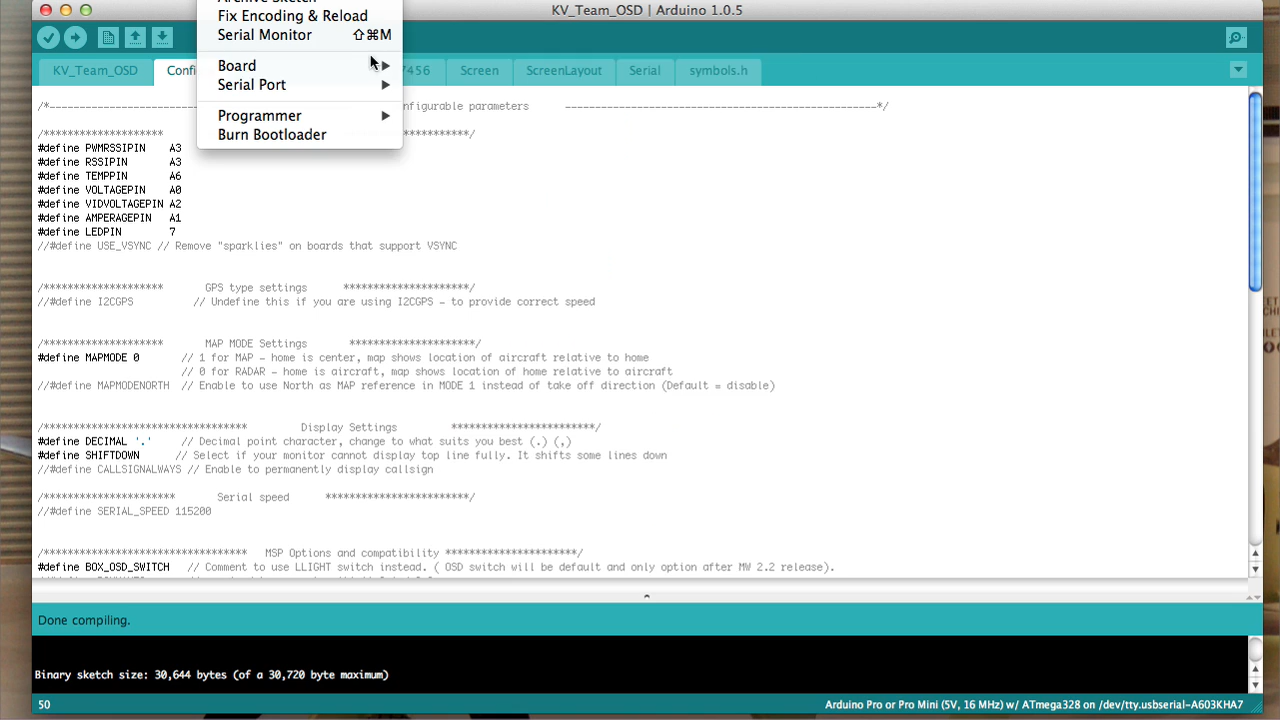 KV_Team_OSD | Arduino 1.0.5
Fix Encoding & Reload
Serial Monitor ⇧⌘M
Board
Serial Port
Programmer
Burn Bootloader
KV_Team_OSD Confi 7456 Screen ScreenLayout Serial symbols.h
/*- nfigurable parameters -----------------------------------------------------*/
/********************* *************/
#define PWMRSSIPIN A3
#define RSSIPIN A3
#define TEMPPIN A6
#define VOLTAGEPIN A0
#define VIDVOLTAGEPIN A2
#define AMPERAGEPIN A1
#define LEDPIN 7
//#define USE_VSYNC // Remove "sparklies" on boards that support VSYNC
/******************** GPS type settings *********************/
//#define I2CGPS // Undefine this if you are using I2CGPS - to provide correct speed
/******************** MAP MODE Settings *********************/
#define MAPMODE 0 // 1 for MAP - home is center, map shows location of aircraft relative to home
// 0 for RADAR - home is aircraft, map shows location of home relative to aircraft
//#define MAPMODENORTH // Enable to use North as MAP reference in MODE 1 instead of take off direction (Default = disable)
/********************************** Display Settings ************************/
#define DECIMAL '.' // Decimal point character, change to what suits you best (.) (,)
#define SHIFTDOWN // Select if your monitor cannot display top line fully. It shifts some lines down
//#define CALLSIGNALWAYS // Enable to permanently display callsign
/********************** Serial speed ************************/
//#define SERIAL_SPEED 115200
/********************************** MSP Options and compatibility **********************/
#define BOX_OSD_SWITCH // Comment to use LLIGHT switch instead. ( OSD switch will be default and only option after MW 2.2 release).
Done compiling.
Binary sketch size: 30,644 bytes (of a 30,720 byte maximum)
50 Arduino Pro or Pro Mini (5V, 16 MHz) w/ ATmega328 on /dev/tty.usbserial-A603KHA7